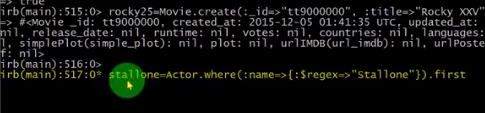 => true
irb(main):515:0> rocky25=Movie.create(:_id=>"tt9000000", :title=>"Rocky XXV")
=> #<Movie _id: tt9000000, created_at: 2015-12-05 01:41:35 UTC, updated_at:
nil, release_date: nil, runtime: nil, votes: nil, countries: nil, languages:
l, simplePlot(simple_plot): nil, plot: nil, urlIMDB(url_imdb): nil, urlPoste
f: nil>
irb(main):516:0>
irb(main):517:0* stallone=Actor.where(:name=>{:$regex=>"Stallone"}).first